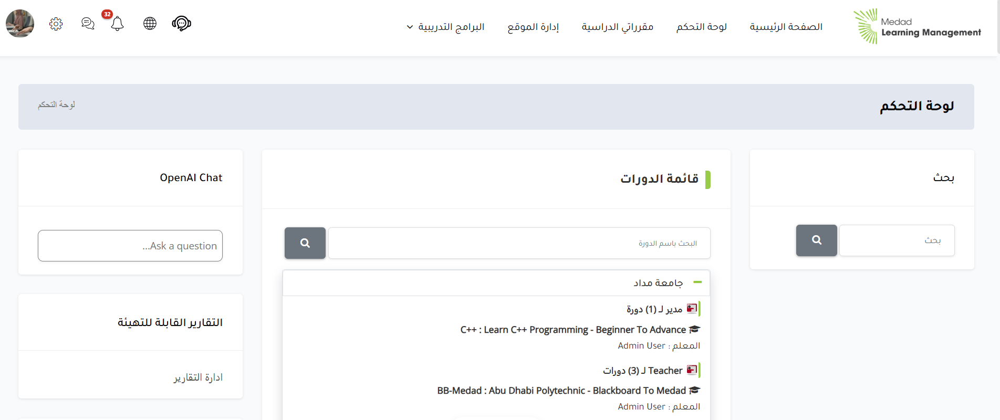 Medad
Learning Management
الصفحة الرئيسية
لوحة التحكم
مقرراتي الدراسية
إدارة الموقع
البرامج التدريبية
32
لوحة التحكم
لوحة التحكم
بحث
بحث
قائمة الدورات
البحث باسم الدورة
جامعة مداد
مدير لـ (1) دورة
C++ : Learn C++ Programming - Beginner To Advance
المعلم : Admin User
Teacher لـ (3) دورات
BB-Medad : Abu Dhabi Polytechnic - Blackboard To Medad
المعلم : Admin User
OpenAI Chat
Ask a question...
التقارير القابلة للتهيئة
ادارة التقارير